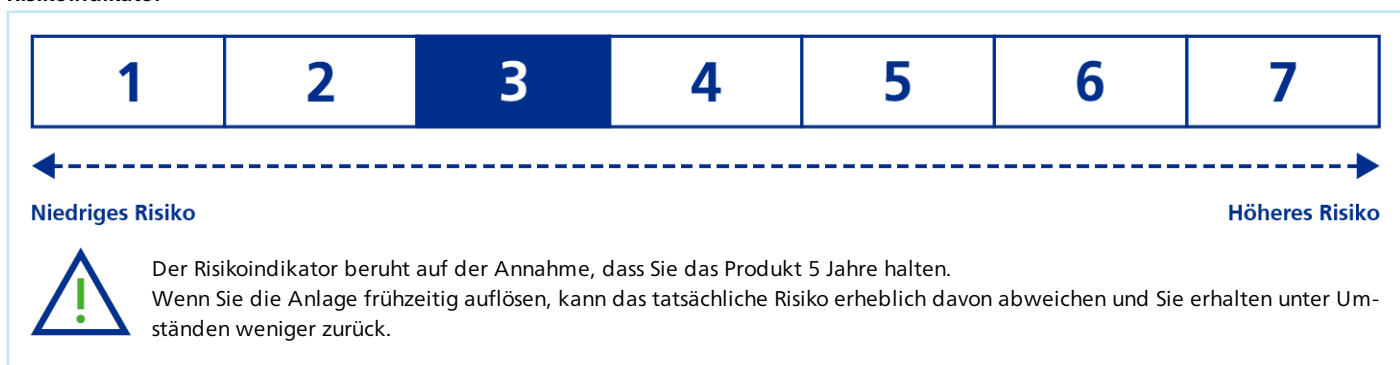 Risikoindikator
1 2 3 4 5 6 7
Niedriges Risiko Höheres Risiko
Der Risikoindikator beruht auf der Annahme, dass Sie das Produkt 5 Jahre halten.
Wenn Sie die Anlage frühzeitig auflösen, kann das tatsächliche Risiko erheblich davon abweichen und Sie erhalten unter Um-
ständen weniger zurück.